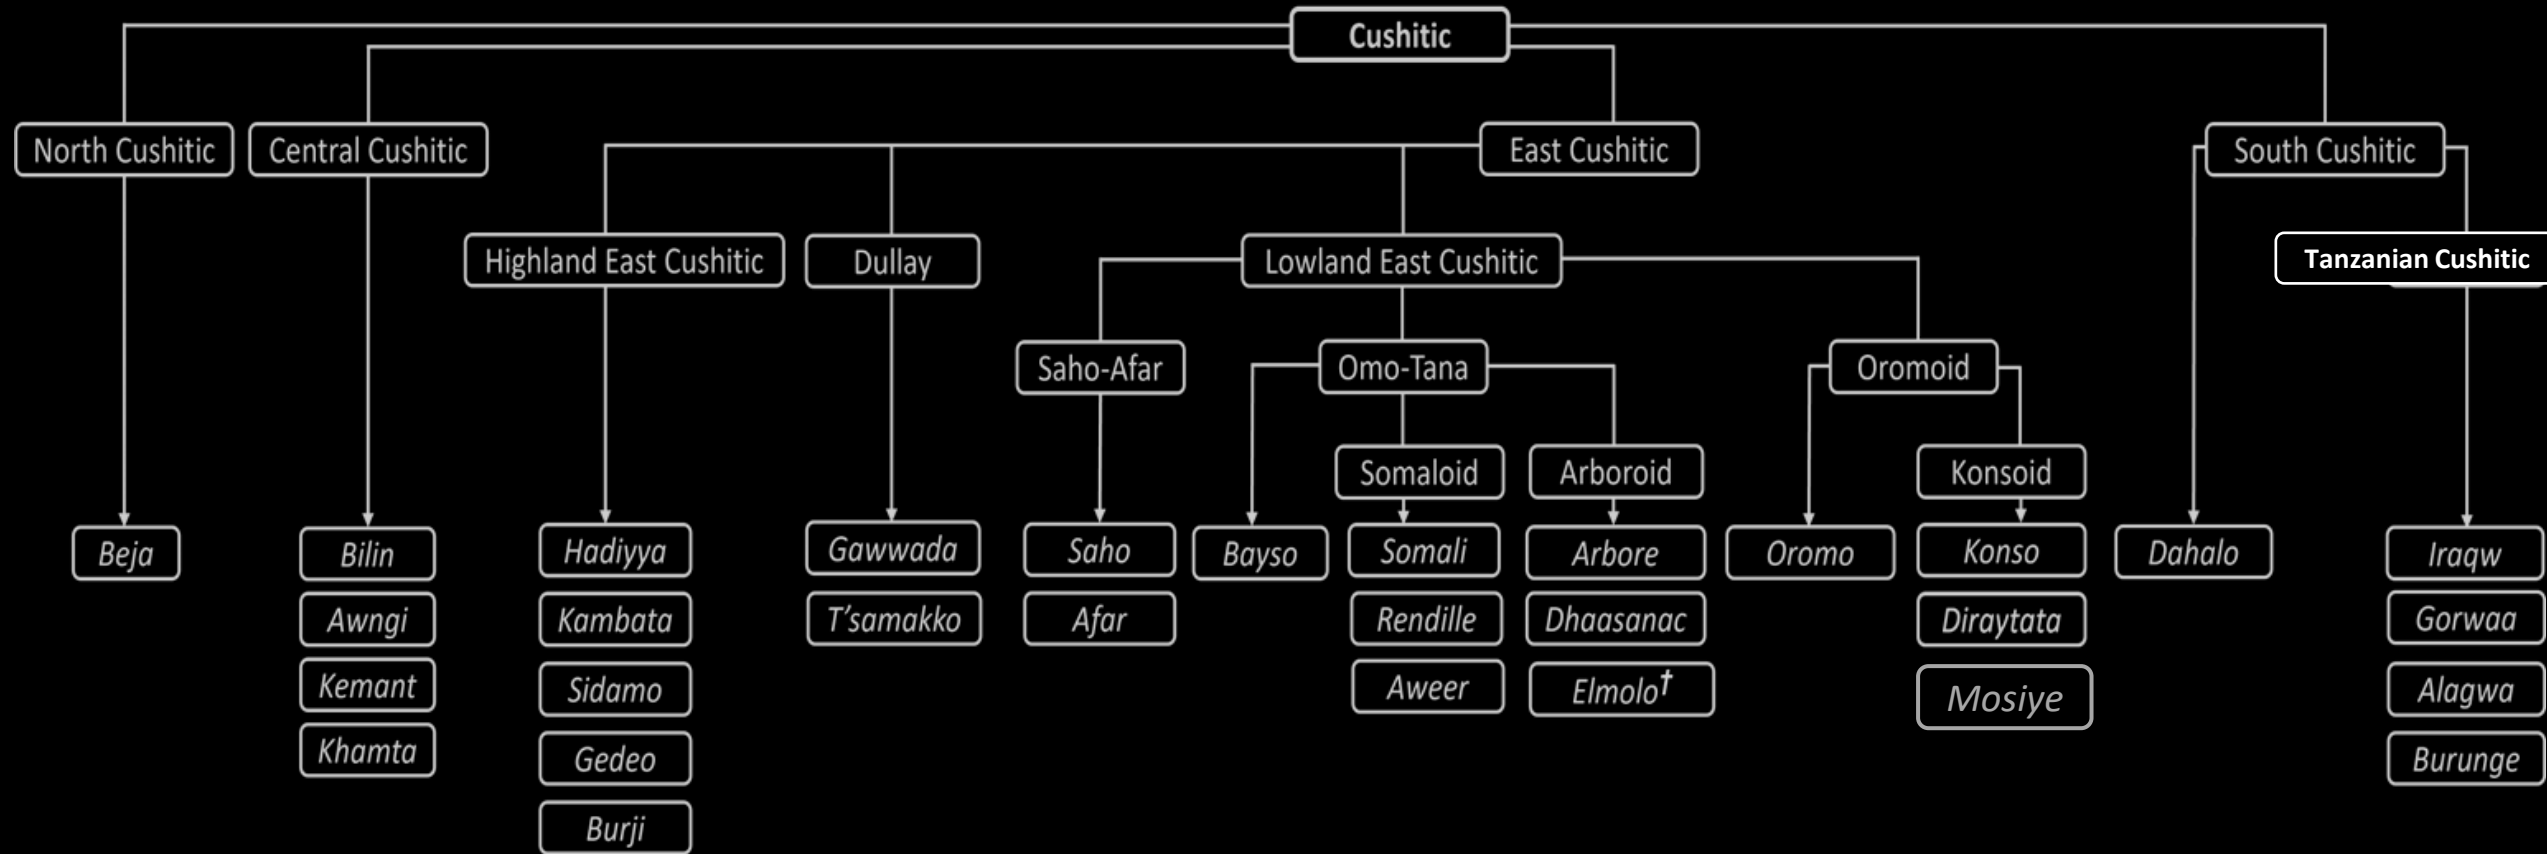 Cushitic
North Cushitic
Central Cushitic
East Cushitic
South Cushitic
Highland East Cushitic
Dullay
Lowland East Cushitic
Tanzanian Cushitic
Saho-Afar
Omo-Tana
Oromoid
Somaloid
Arboroid
Konsoid
Beja
Bilin
Hadiyya
Gawwada
Saho
Bayso
Somali
Arbore
Oromo
Konso
Dahalo
Iraqw
Awngi
Kambata
T'samakko
Afar
Rendille
Dhaasanac
Diraytata
Gorwaa
Kemant
Sidamo
Aweer
Elmolo†
Mosiye
Alagwa
Khamta
Gedeo
Burunge
Burji